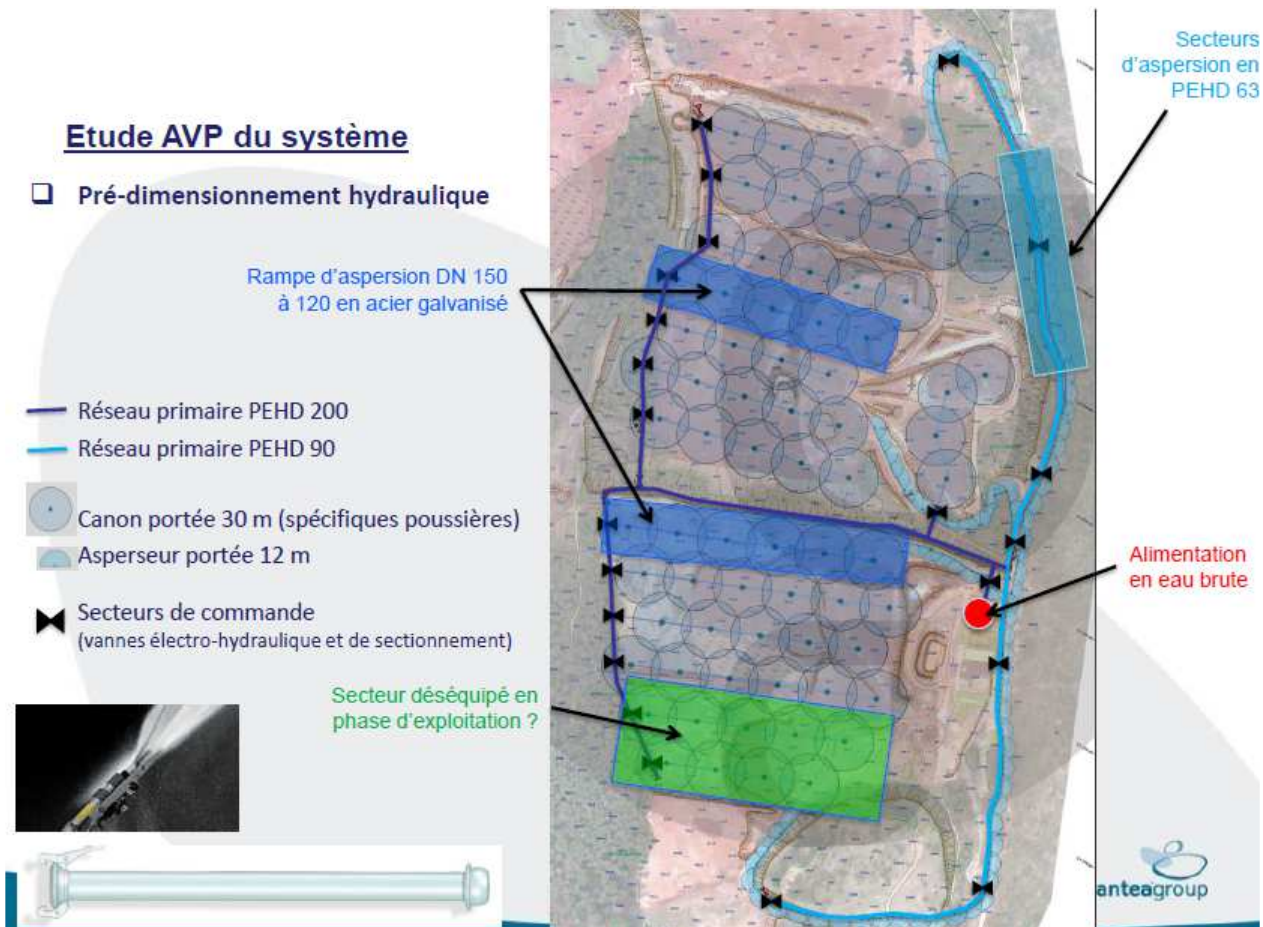 Etude AVP du système
Pré-dimensionnement hydraulique
Secteurs
d'aspersion en
PEHD 63
Rampe d'aspersion DN 150
à 120 en acier galvanisé
Réseau primaire PEHD 200
Réseau primaire PEHD 90
Canon portée 30 m (spécifiques poussières)
Asperseur portée 12 m
Alimentation
en eau brute
Secteurs de commande
(vannes électro-hydraulique et de sectionnement)
Secteur déséquipé en
phase d'exploitation ?
anteagroup